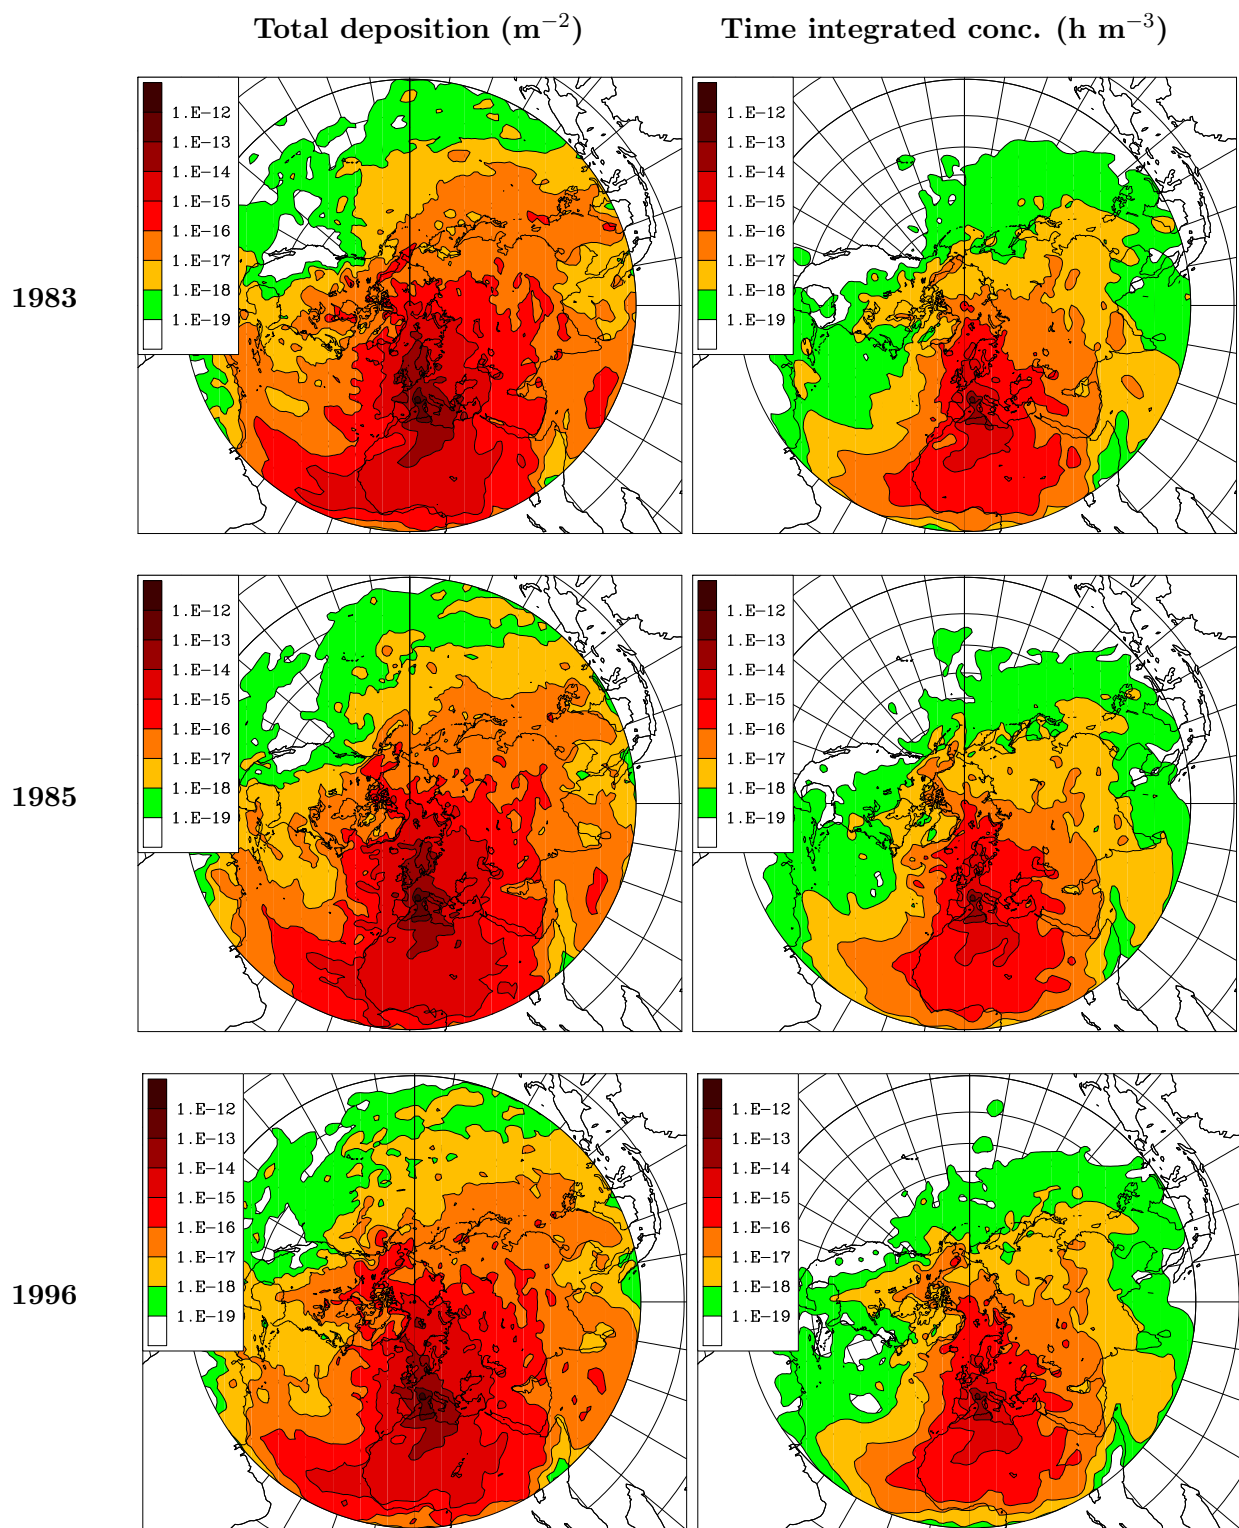 Total deposition (m−2) Time integrated conc. (h m−3)
1.E−12 1.E−12
1.E−13 1.E−13
1.E−14 1.E−14
1.E−15 1.E−15
1.E−16 1.E−16
1.E−17 1.E−17
1.E−18 1.E−18
1.E−19 1.E−19
1983
1.E−12 1.E−12
1.E−13 1.E−13
1.E−14 1.E−14
1.E−15 1.E−15
1.E−16 1.E−16
1.E−17 1.E−17
1.E−18 1.E−18
1.E−19 1.E−19
1985
1.E−12 1.E−12
1.E−13 1.E−13
1.E−14 1.E−14
1.E−15 1.E−15
1.E−16 1.E−16
1.E−17 1.E−17
1.E−18 1.E−18
1.E−19 1.E−19
1996